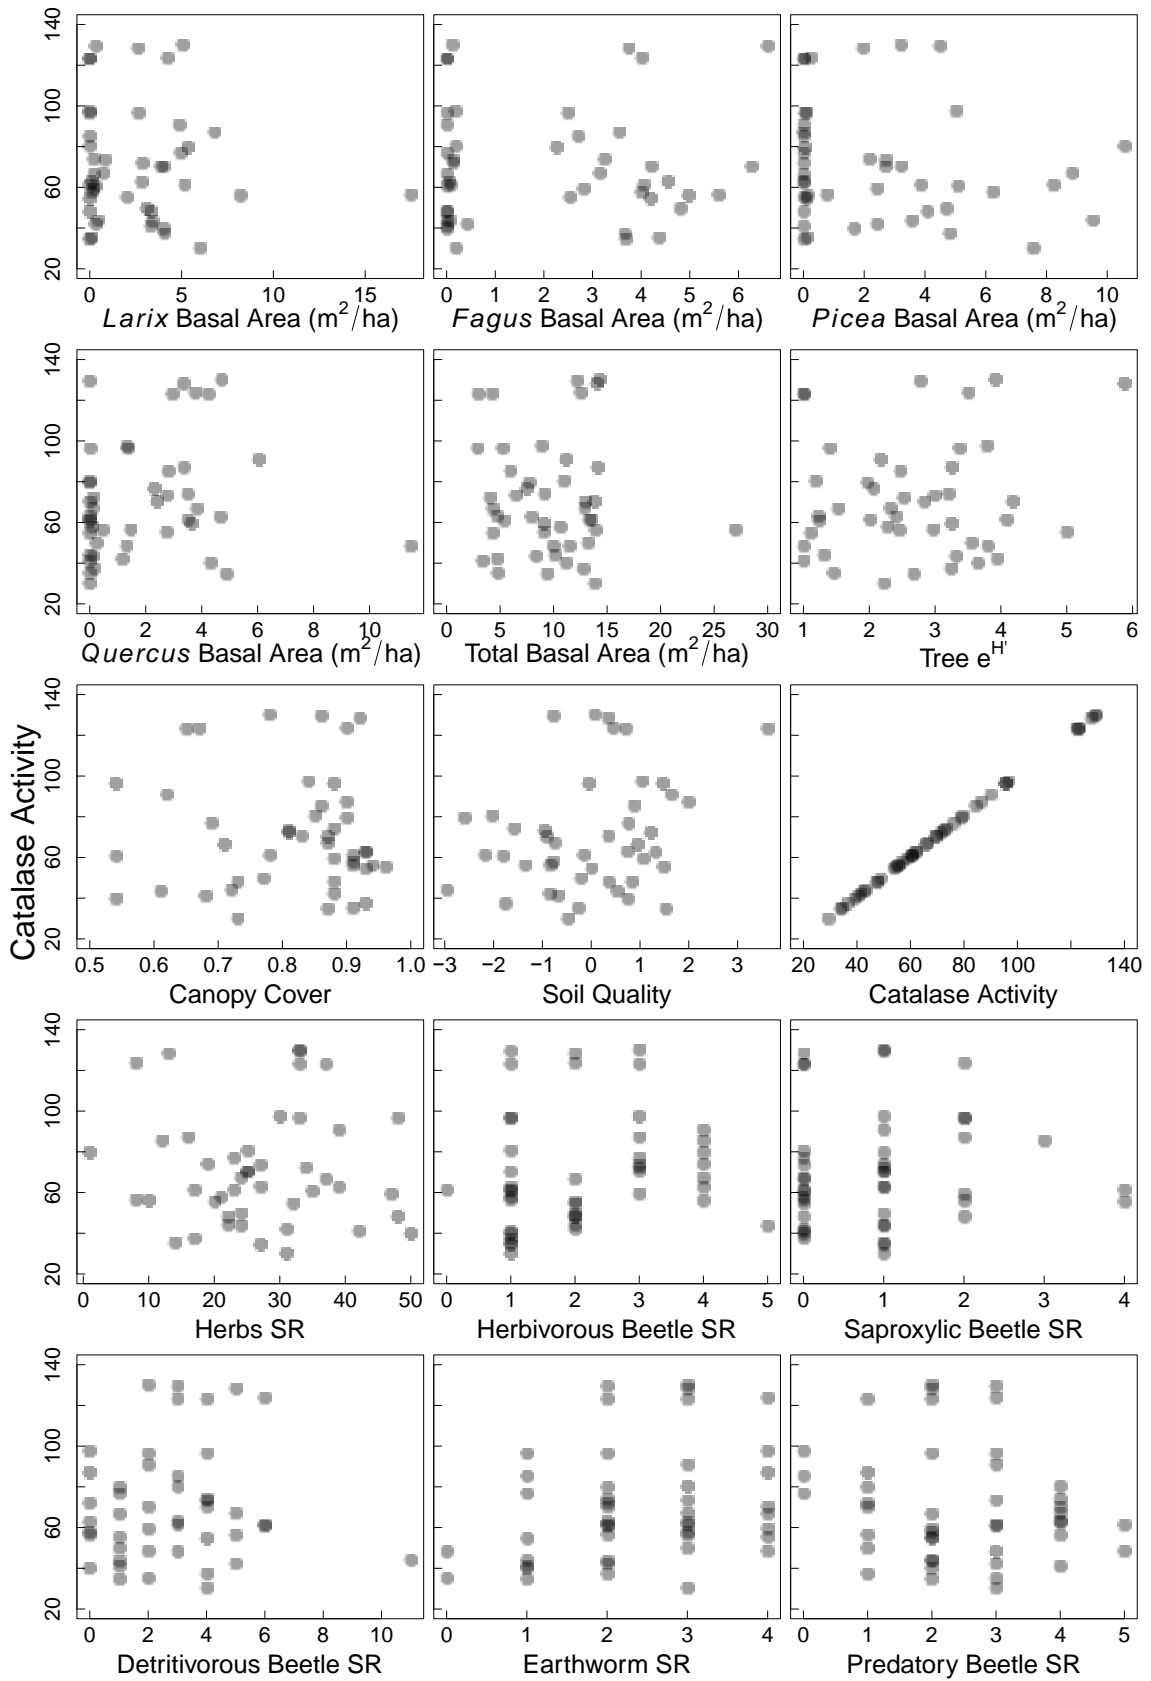 20 60 100 140
0 5 10 15
Larix Basal Area (m²/ha)
0 1 2 3 4 5 6
Fagus Basal Area (m²/ha)
0 2 4 6 8 10
Picea Basal Area (m²/ha)
20 60 100 140
0 2 4 6 8 10
Quercus Basal Area (m²/ha)
0 5 10 15 20 25 30
Total Basal Area (m²/ha)
1 2 3 4 5 6
Tree e^H'
Catalase Activity
20 60 100 140
0.5 0.6 0.7 0.8 0.9 1.0
Canopy Cover
−3 −2 −1 0 1 2 3
Soil Quality
20 40 60 80 100 140
Catalase Activity
20 60 100 140
0 10 20 30 40 50
Herbs SR
0 1 2 3 4 5
Herbivorous Beetle SR
0 1 2 3 4
Saproxylic Beetle SR
20 60 100 140
0 2 4 6 8 10
Detritivorous Beetle SR
0 1 2 3 4
Earthworm SR
0 1 2 3 4 5
Predatory Beetle SR